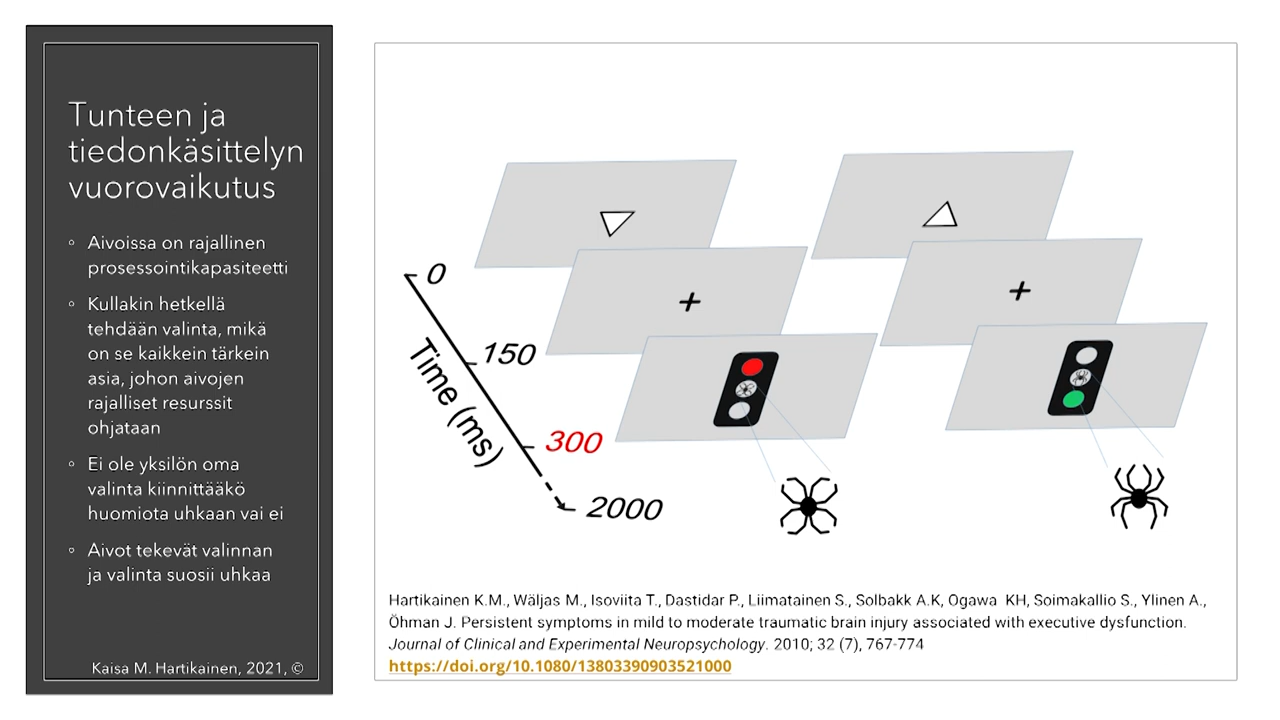 Tunteen ja
tiedonkäsittelyn
vuorovaikutus
◦ Aivoissa on rajallinen
prosessointikapasiteetti
◦ Kullakin hetkellä
tehdään valinta, mikä
on se kaikkein tärkein
asia, johon aivojen
rajalliset resurssit
ohjataan
◦ Ei ole yksilön oma
valinta kiinnittääkö
huomiota uhkaan vai ei
◦ Aivot tekevät valinnan
ja valinta suosii uhkaa
Kaisa M. Hartikainen, 2021, ©
0
150
300
2000
Time (ms)
+
+
Hartikainen K.M., Wäljas M., Isoviita T., Dastidar P., Liimatainen S., Solbakk A.K, Ogawa KH, Soimakallio S., Ylinen A.,
Öhman J. Persistent symptoms in mild to moderate traumatic brain injury associated with executive dysfunction.
Journal of Clinical and Experimental Neuropsychology. 2010; 32 (7), 767-774
https://doi.org/10.1080/13803390903521000